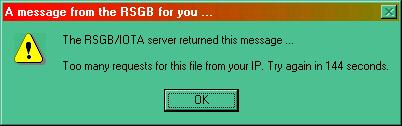 A message from the RSGB for you ...
The RSGB/IOTA server returned this message ...
Too many requests for this file from your IP. Try again in 144 seconds.
OK